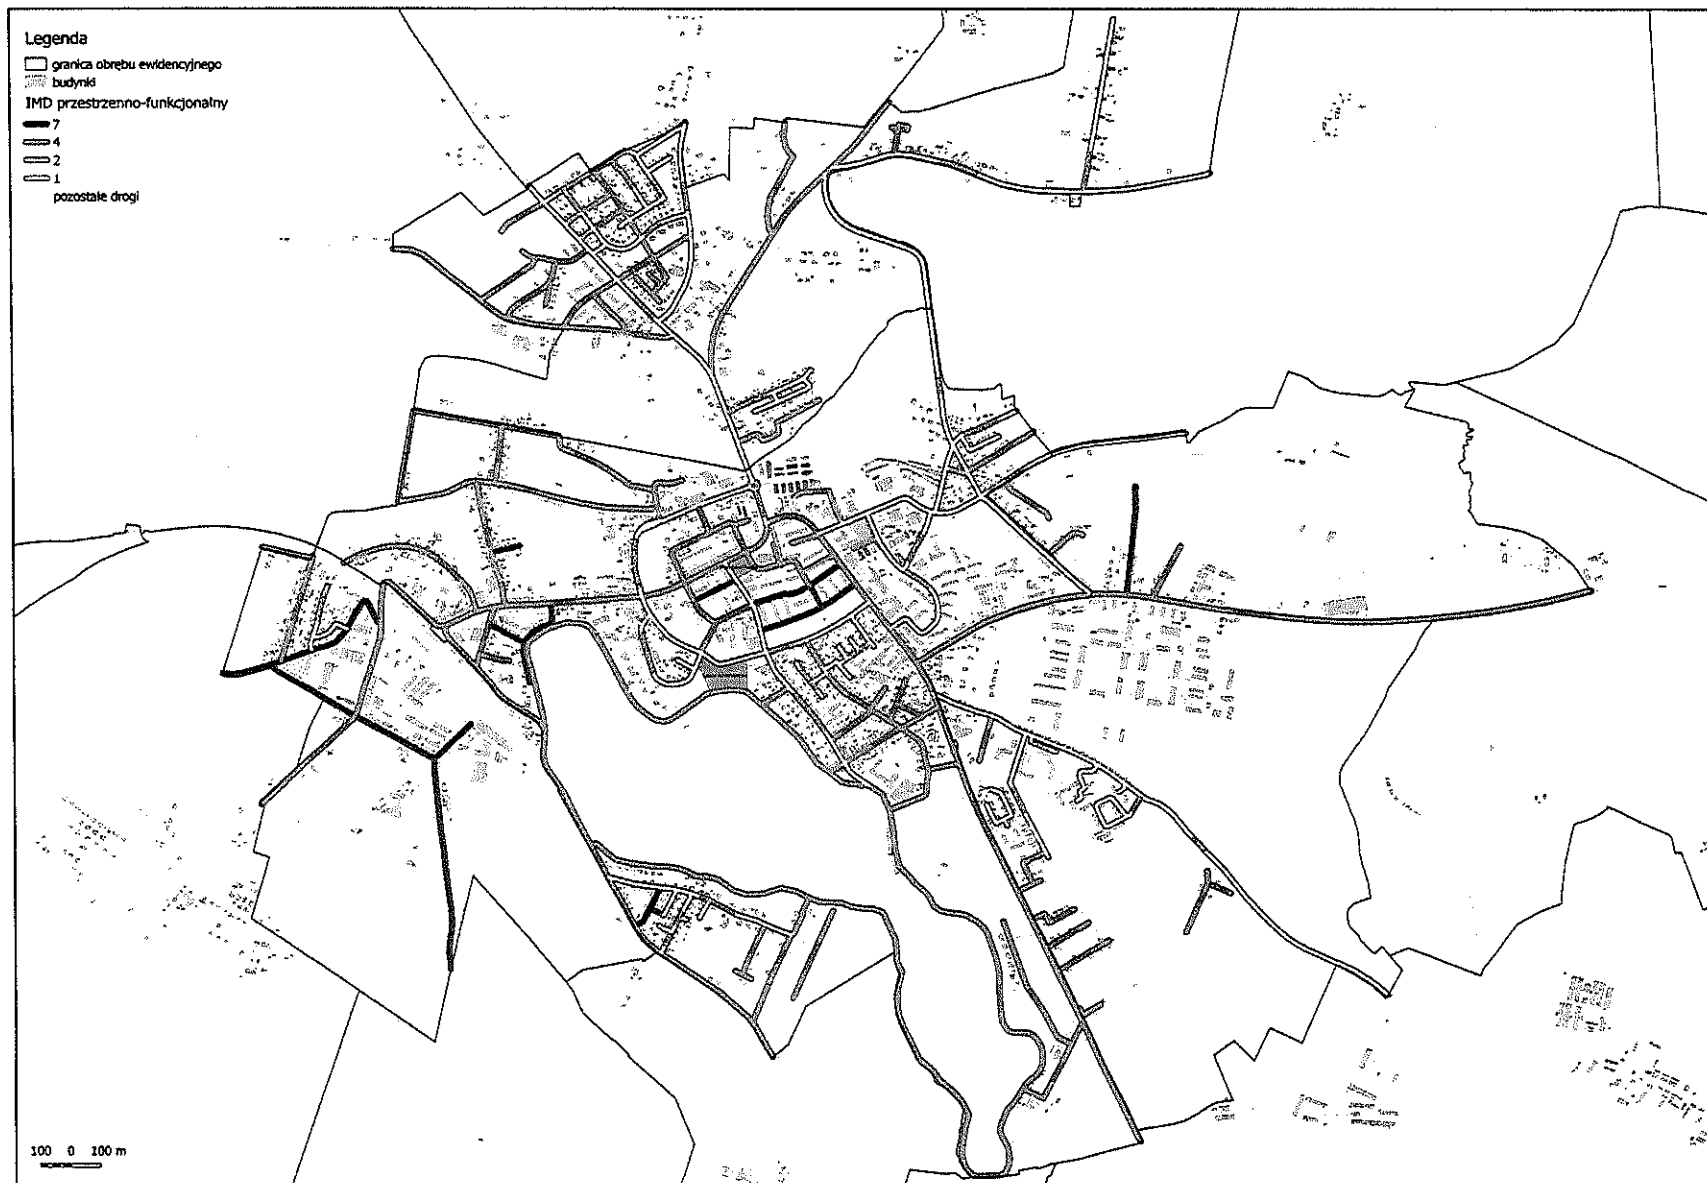 Legenda
granica obrębu ewidencyjnego
budynki
IMD przestrzenno-funkcjonalny
7
4
2
1
pozostałe drogi
100 0 100 m